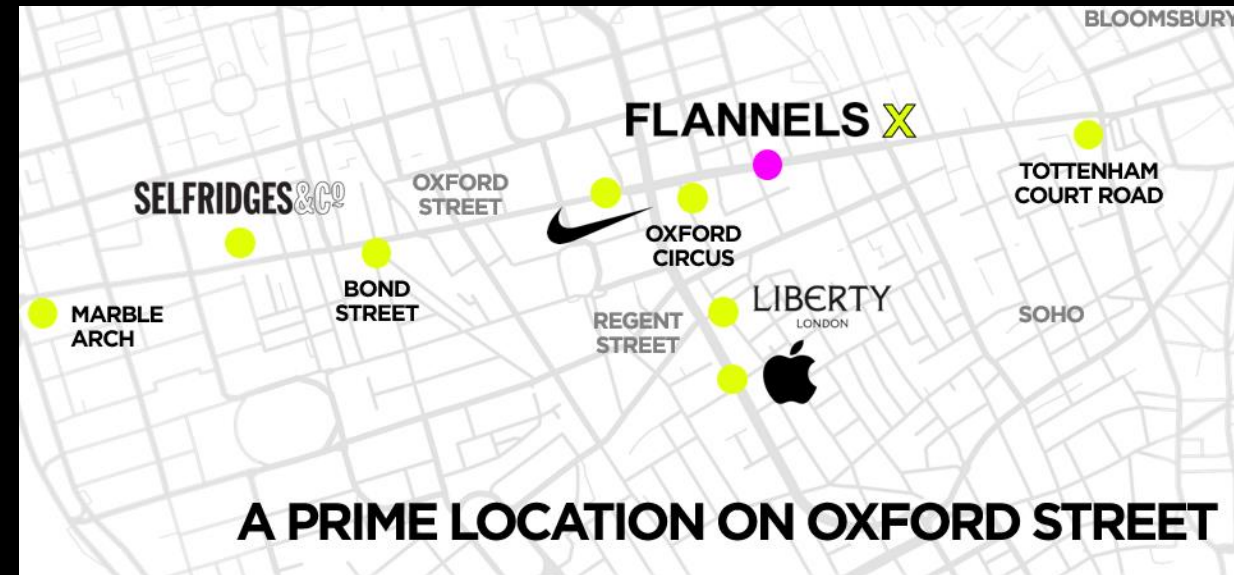 BLOOMSBURY
FLANNELS X
SELFRIDGES&CO
OXFORD
STREET
TOTTENHAM
COURT ROAD
OXFORD
CIRCUS
BOND
STREET
MARBLE
ARCH
REGENT
STREET
LIBERTY
LONDON
SOHO
A PRIME LOCATION ON OXFORD STREET